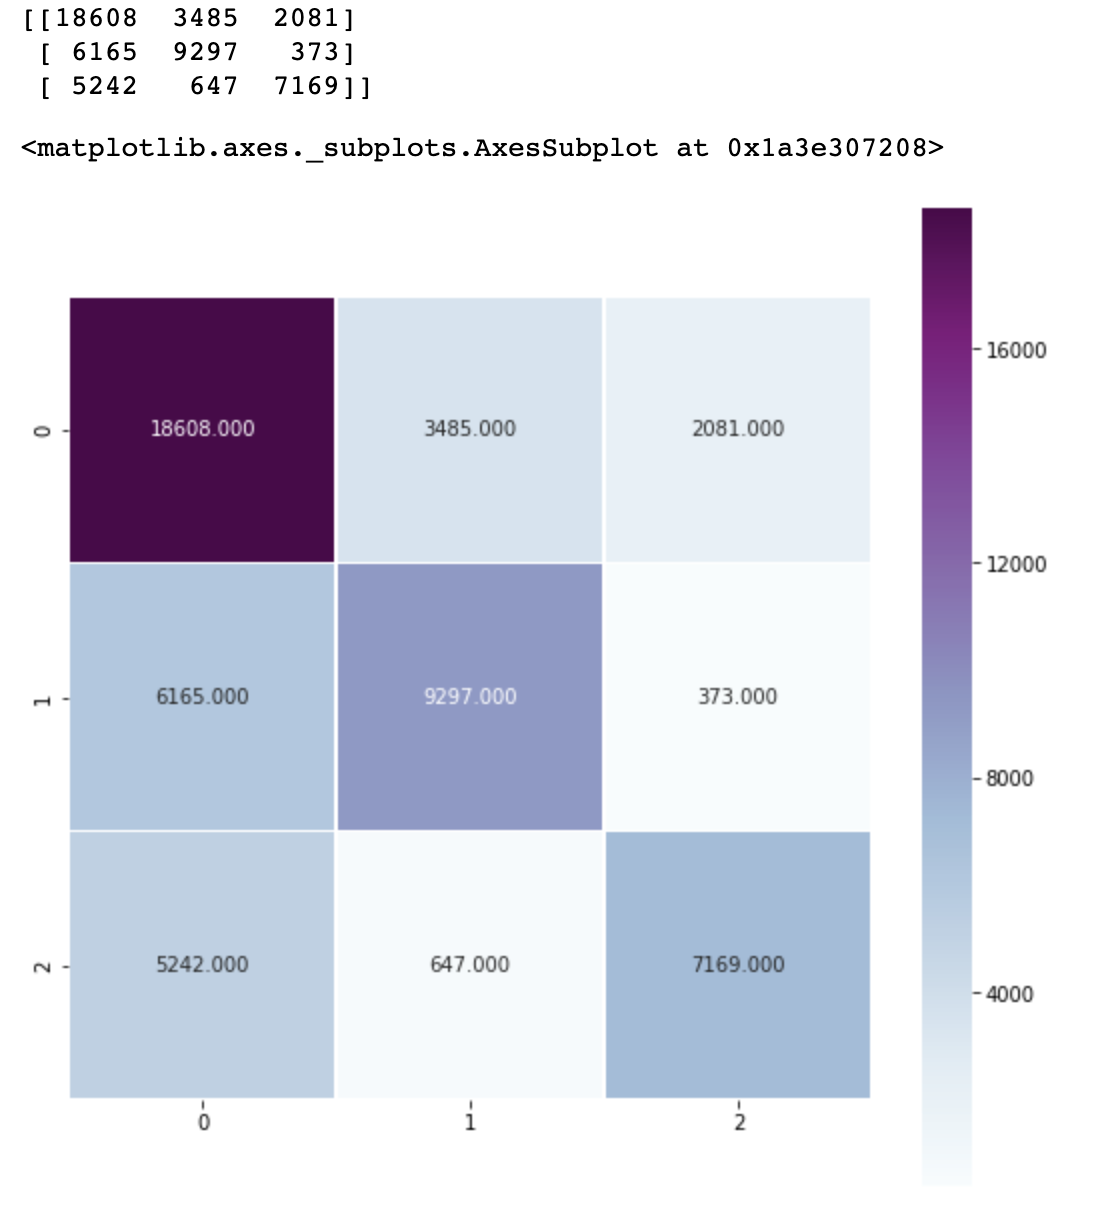 [[18608 3485 2081]
[ 6165 9297 373]
[ 5242 647 7169]]
<matplotlib.axes._subplots.AxesSubplot at 0x1a3e307208>
16000
0 18608.000 3485.000 2081.000
12000
1 6165.000 9297.000 373.000
8000
2 5242.000 647.000 7169.000
4000
0 1 2